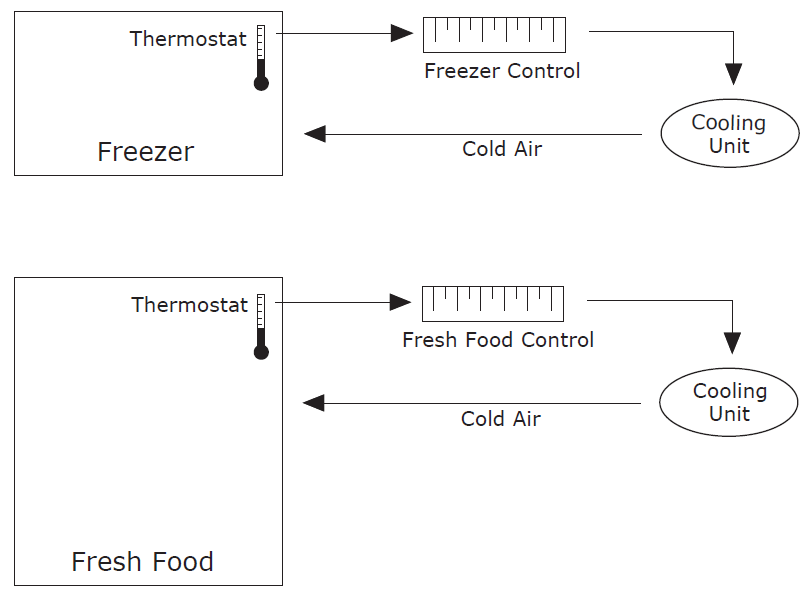 Thermostat
Freezer Control
Cooling
Unit
Cold Air
Freezer
Thermostat
Fresh Food Control
Cooling
Unit
Cold Air
Fresh Food